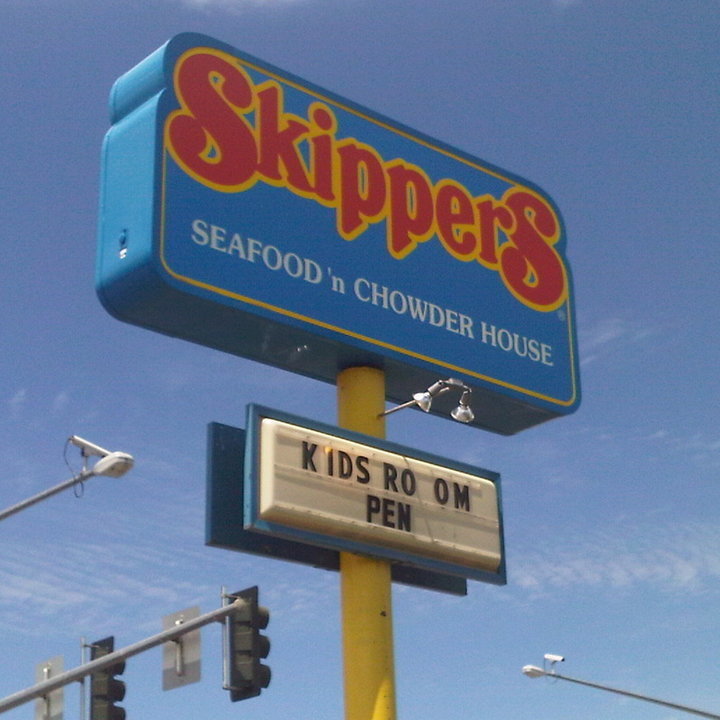 Skippers
SEAFOOD 'n CHOWDER HOUSE
®
KIDS RO OM
PEN